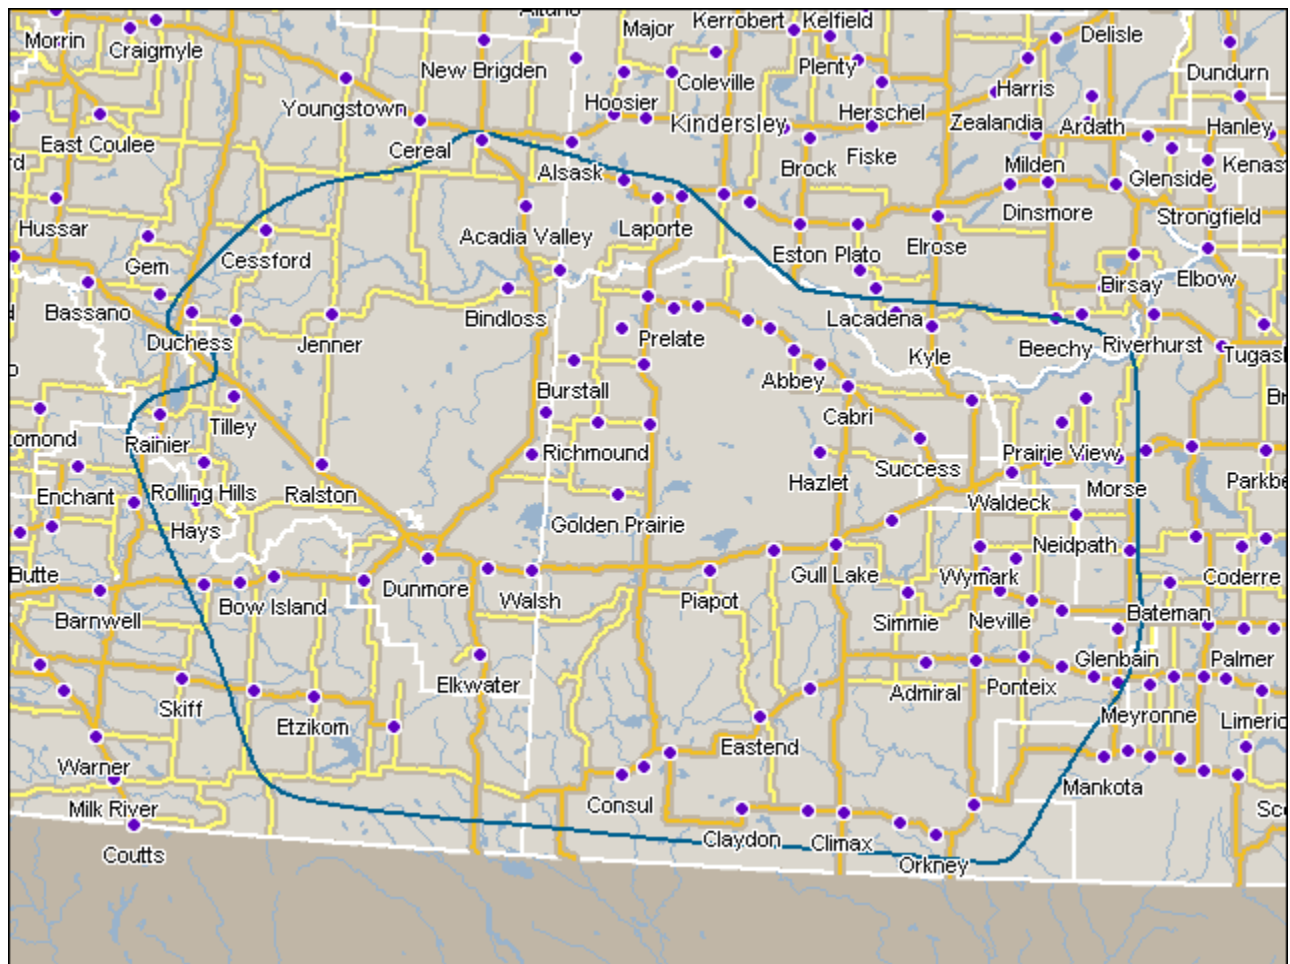 Major
Kerrobert
Kelfield
Morrin
Craigmyle
Delisle
New Brigden
Coleville
Plenty
Dundurn
Youngstown
Hoosier
Harris
Herschel
Kindersley
Zealandia
Ardath
Hanley
East Coulee
Cereal
Alsask
Brock
Fiske
Milden
Kenas
rd
Glenside
Dinsmore
Strongfield
Hussar
Acadia Valley
Laporte
Elrose
Gem
Cessford
Eston
Plato
Birsay
Elbow
Bassano
Bindloss
Lacadena
Duchess
Jenner
Prelate
Kyle
Beechy
Riverhurst
Tugas
Burstall
Abbey
Cabri
Br
Tilley
Lomond
Rainier
Richmound
Prairie View
Success
Enchant
Rolling Hills
Ralston
Hazlet
Morse
Parkbe
Waldeck
Hays
Golden Prairie
Neidpath
Butte
Dunmore
Walsh
Piapot
Gull Lake
Wymark
Coderre
Bow Island
Barnwell
Simmie
Neville
Bateman
Glenbain
Palmer
Elkwater
Admiral
Ponteix
Skiff
Etzikom
Meyronne
Limeric
Eastend
Warner
Consul
Mankota
Milk River
Claydon
Climax
Sc
Coutts
Orkney